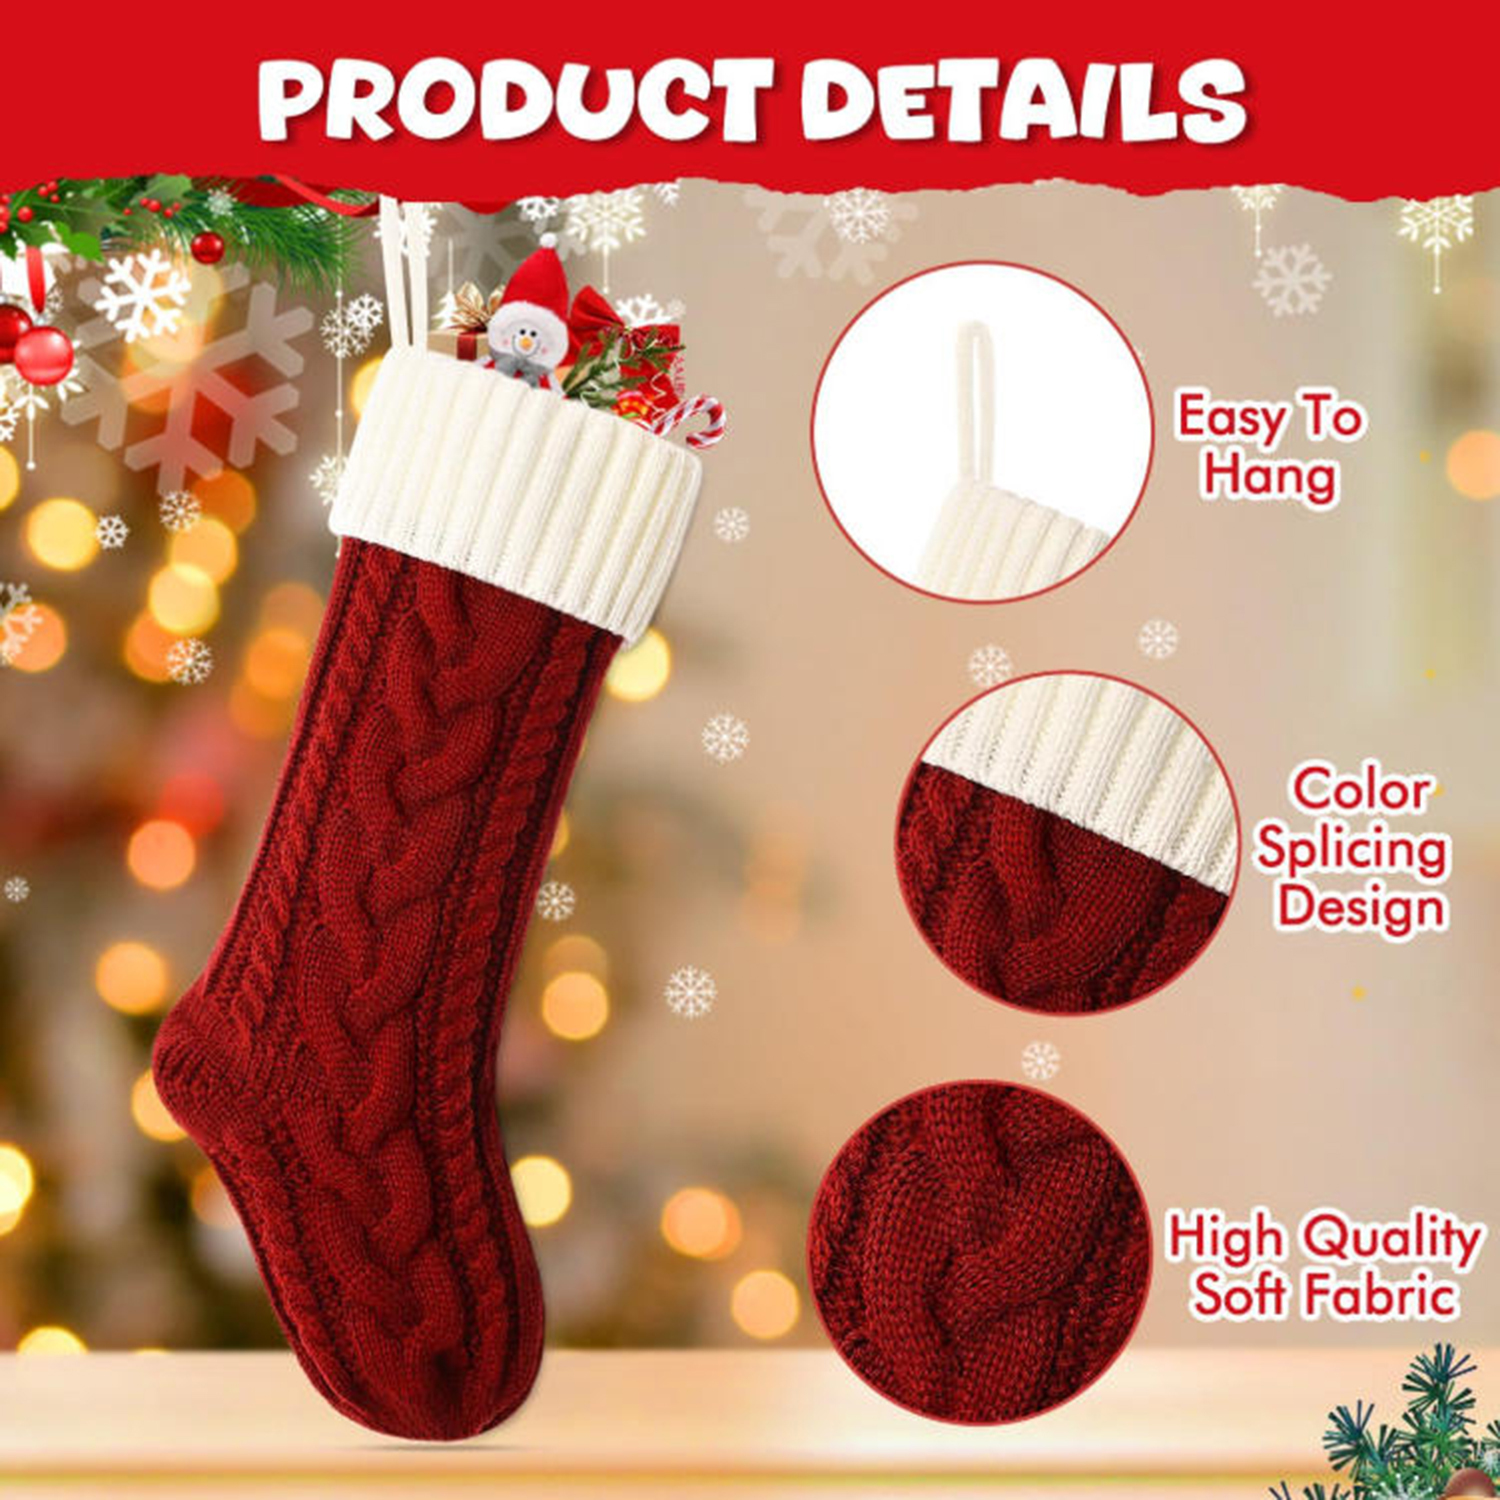 PRODUCT DETAILS
Easy To
Hang
Color
Splicing
Design
High Quality
Soft Fabric